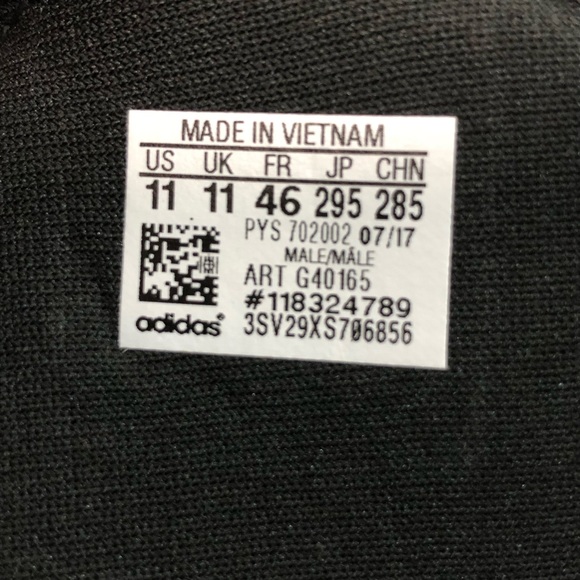 MADE IN VIETNAM
US UK FR JP CHN
11 11 46 295 285
PYS 702002 07/17
MALE/MÂLE
ART G40165
#118324789
adidas® 3SV29XS706856